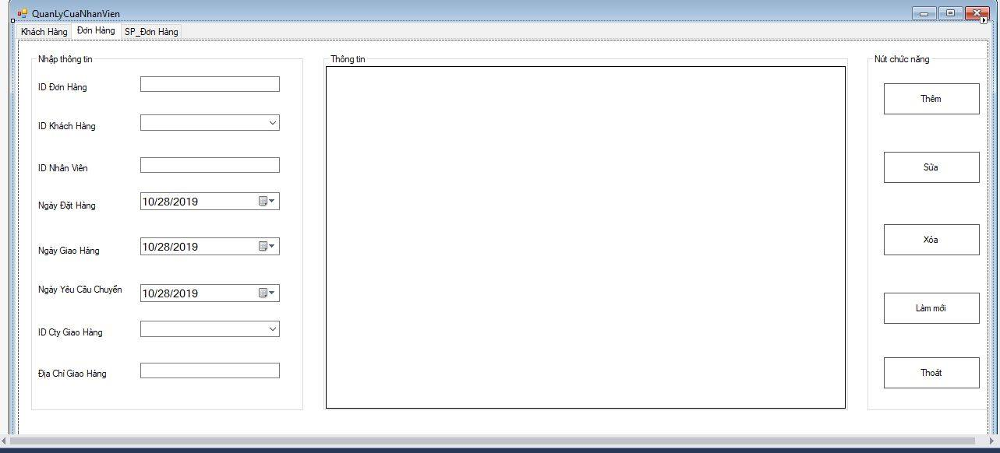 QuanLyCuaNhanVien
Khách Hàng Đơn Hàng SP_Đơn Hàng
Nhập thông tin
ID Đơn Hàng
ID Khách Hàng
ID Nhân Viên
Ngày Đặt Hàng 10/28/2019
Ngày Giao Hàng 10/28/2019
Ngày Yêu Cầu Chuyển 10/28/2019
ID Cty Giao Hàng
Địa Chỉ Giao Hàng
Thông tin
Nút chức năng
Thêm
Sửa
Xóa
Làm mới
Thoát